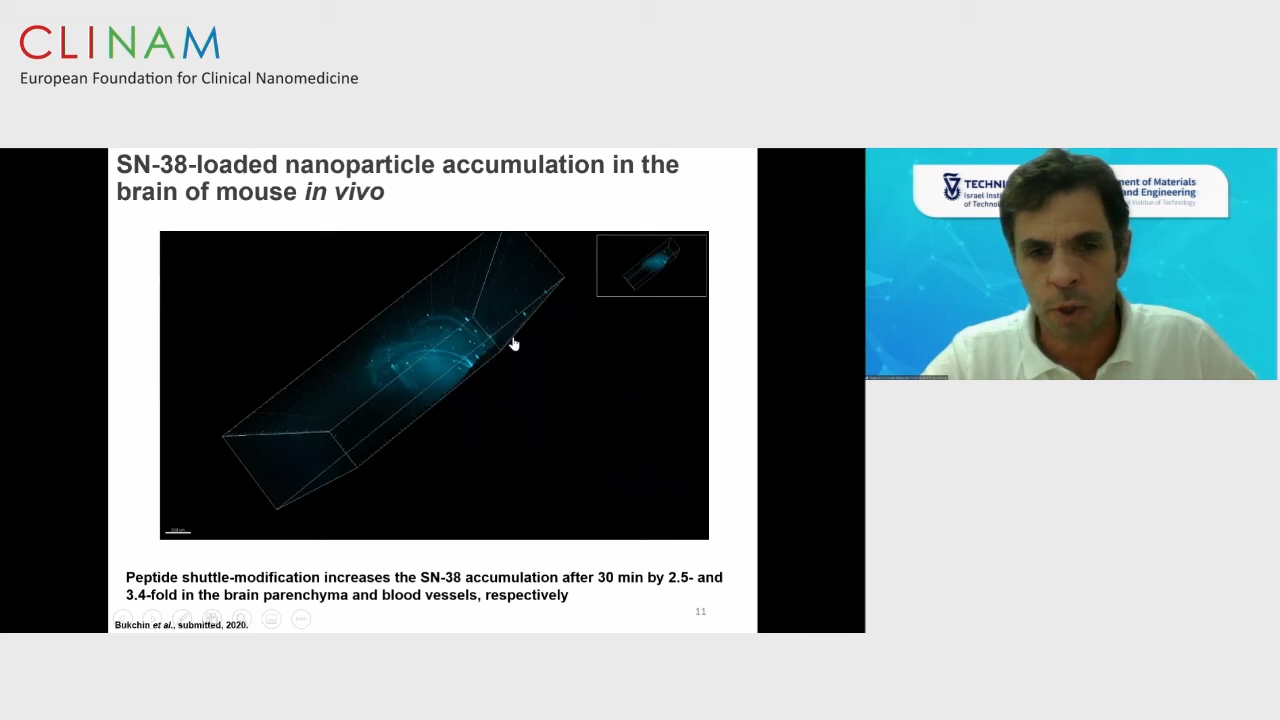 CLINAM
European Foundation for Clinical Nanomedicine
SN-38-loaded nanoparticle accumulation in the
brain of mouse in vivo
Peptide shuttle-modification increases the SN-38 accumulation after 30 min by 2.5- and
3.4-fold in the brain parenchyma and blood vessels, respectively
11
Bukchin et al., submitted, 2020.
TECHNI
Israel Insti
of Technol
ment of Materials
and Engineering
Institue of Technology